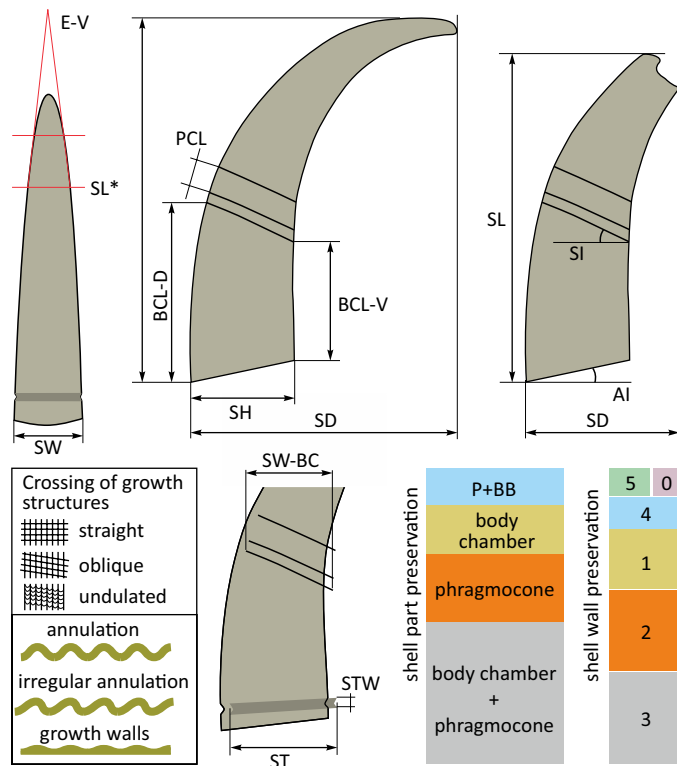 E-V
SL*
SW
PCL
BCL-D
BCL-V
SH
SD
SL
SI
AI
SD
Crossing of growth
structures
straight
oblique
undulated
annulation
irregular annulation
growth walls
SW-BC
STW
ST
shell part preservation
P+BB
body
chamber
phragmocone
body chamber
+
phragmocone
shell wall preservation
5 0
4
1
2
3